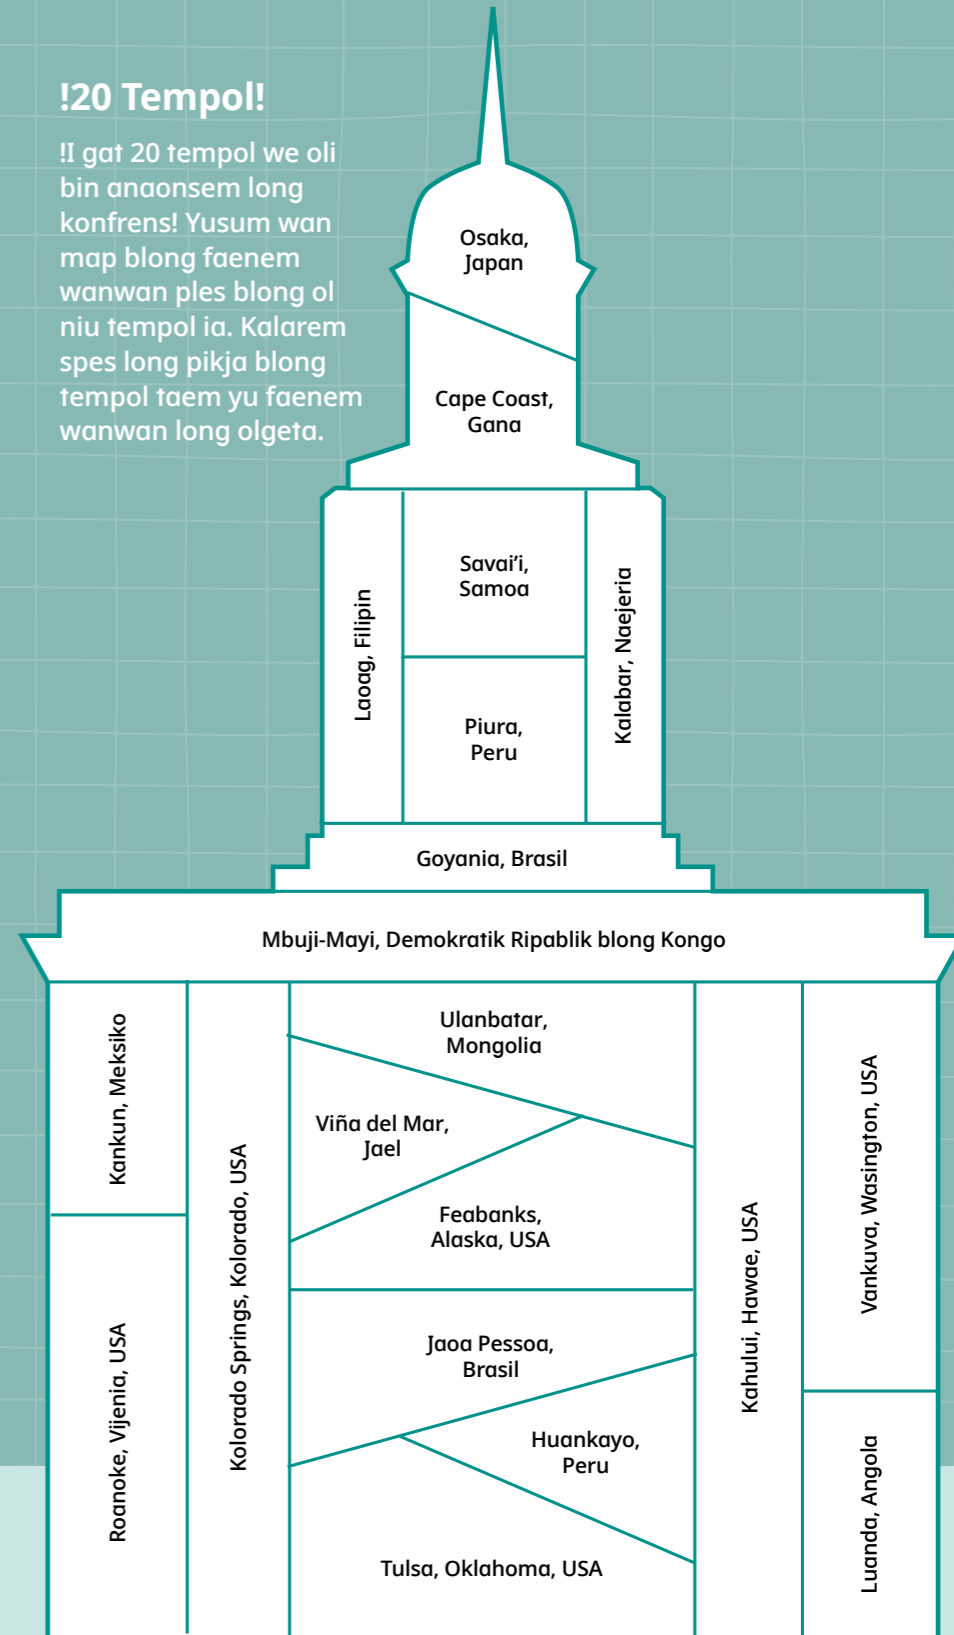 !20 Tempol!
!I gat 20 tempol we oli
bin anaonsem long
konfrens! Yusum wan
map blong faenem
wanwan ples blong ol
niu tempol ia. Kalarem
spes long pikja blong
tempol taem yu faenem
wanwan long olgeta.
Osaka,
Japan
Cape Coast,
Gana
Laoag, Filipin
Savai’i,
Samoa
Kalabar, Naejeria
Piura,
Peru
Goyania, Brasil
Mbuji-Mayi, Demokratik Ripablik blong Kongo
Kankun, Meksiko
Roanoke, Vijenia, USA
Kolorado Springs, Kolorado, USA
Ulanbatar,
Mongolia
Viña del Mar,
Jael
Feabanks,
Alaska, USA
Jaoa Pessoa,
Brasil
Huankayo,
Peru
Tulsa, Oklahoma, USA
Kahului, Hawae, USA
Vankuva, Wasington, USA
Luanda, Angola